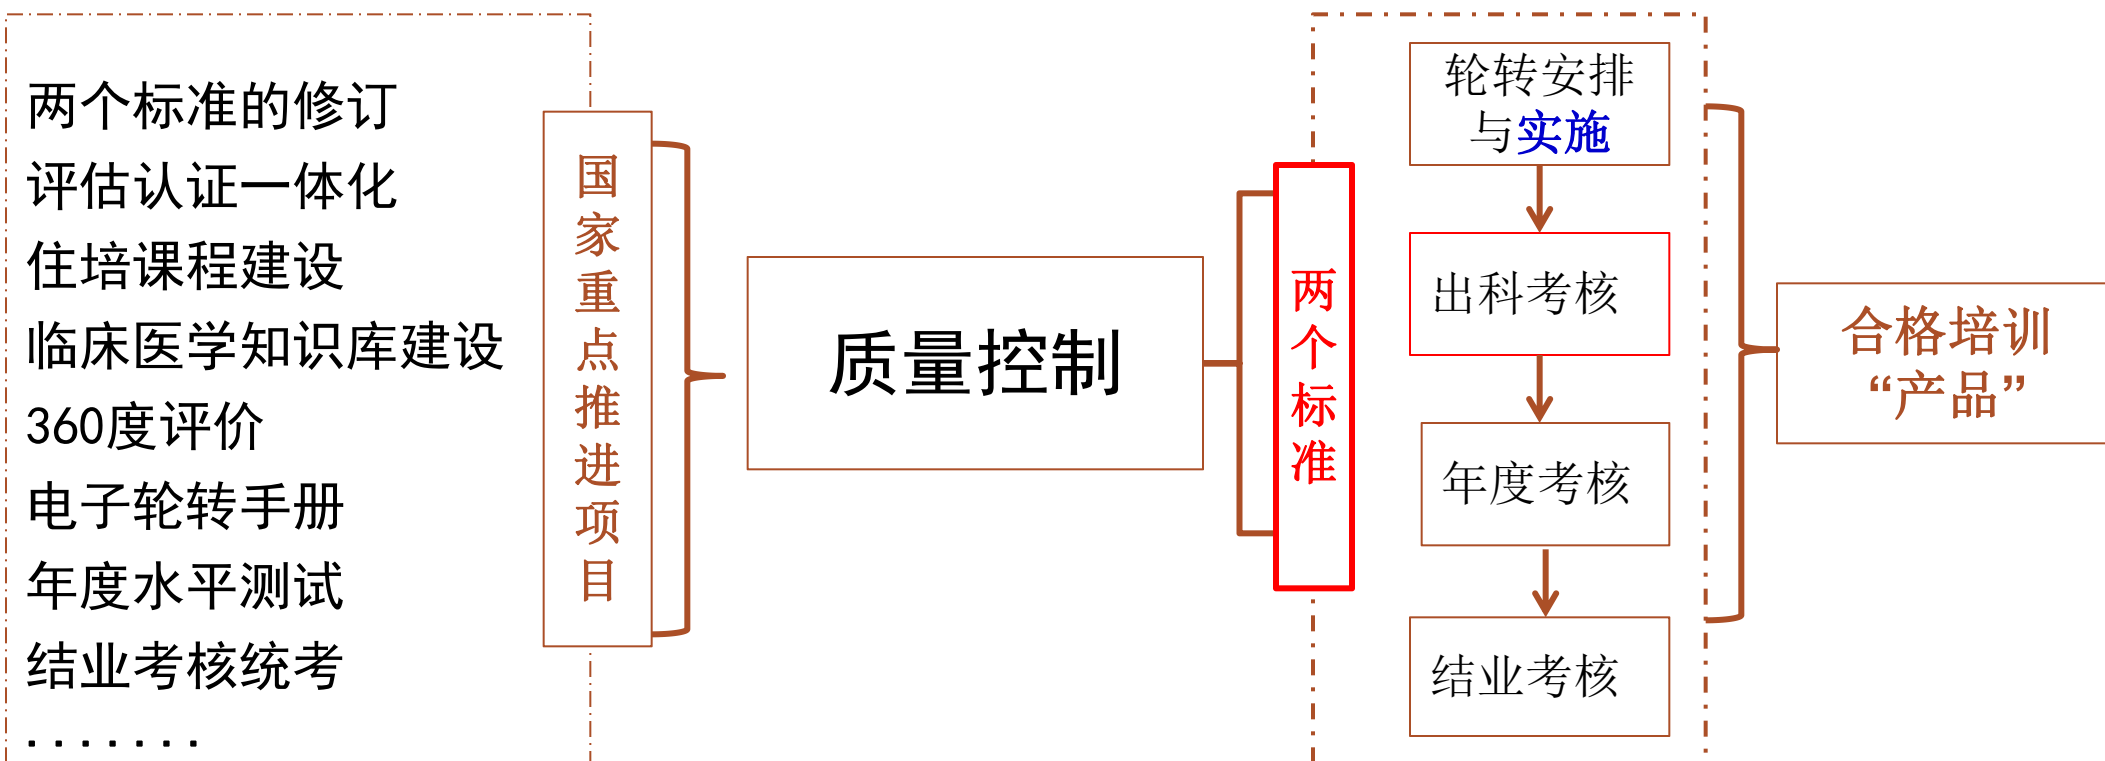 两个标准的修订
评估认证一体化
住培课程建设
临床医学知识库建设
360度评价
电子轮转手册
年度水平测试
结业考核统考
.......
国家重点推进项目
质量控制
两个标准
轮转安排
与实施
出科考核
年度考核
结业考核
合格培训
“产品”